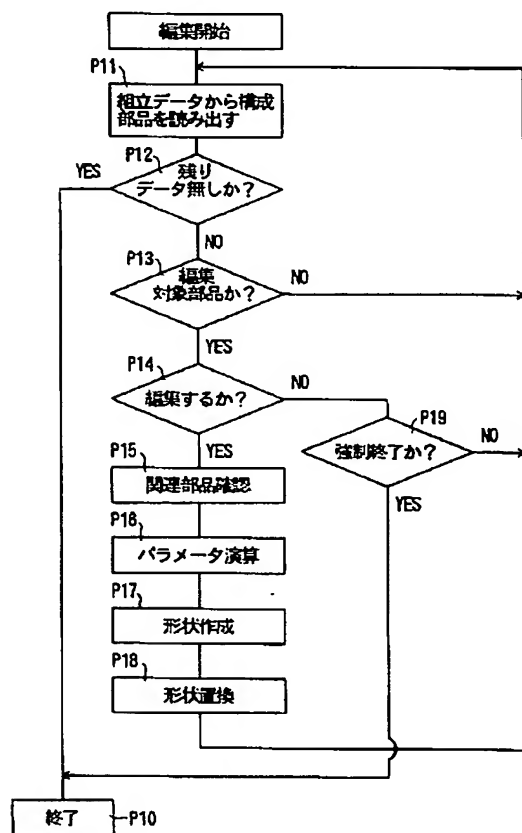 編集開始
P11
組立データから構成
部品を読み出す
P12
YES
残り
データ無しか?
NO
P13
編集
対象部品か?
NO
YES
P14
編集するか?
NO
P19
強制終了か?
NO
YES
YES
P15
関連部品確認
P16
パラメータ演算
P17
形状作成
P18
形状置換
終了
P10